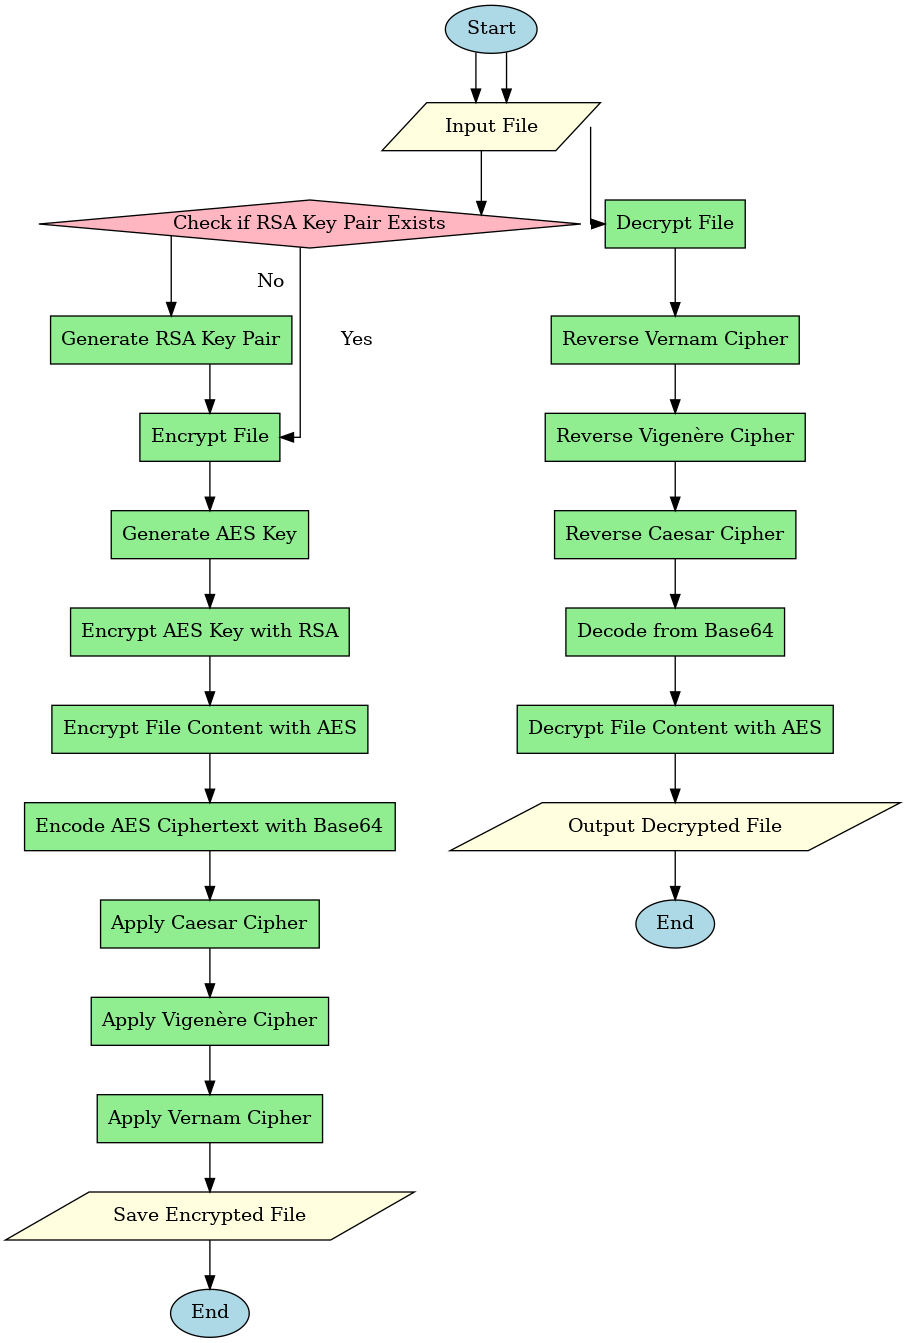 Start
Input File
Check if RSA Key Pair Exists
No
Yes
Generate RSA Key Pair
Encrypt File
Generate AES Key
Encrypt AES Key with RSA
Encrypt File Content with AES
Encode AES Ciphertext with Base64
Apply Caesar Cipher
Apply Vigenère Cipher
Apply Vernam Cipher
Save Encrypted File
End
Decrypt File
Reverse Vernam Cipher
Reverse Vigenère Cipher
Reverse Caesar Cipher
Decode from Base64
Decrypt File Content with AES
Output Decrypted File
End